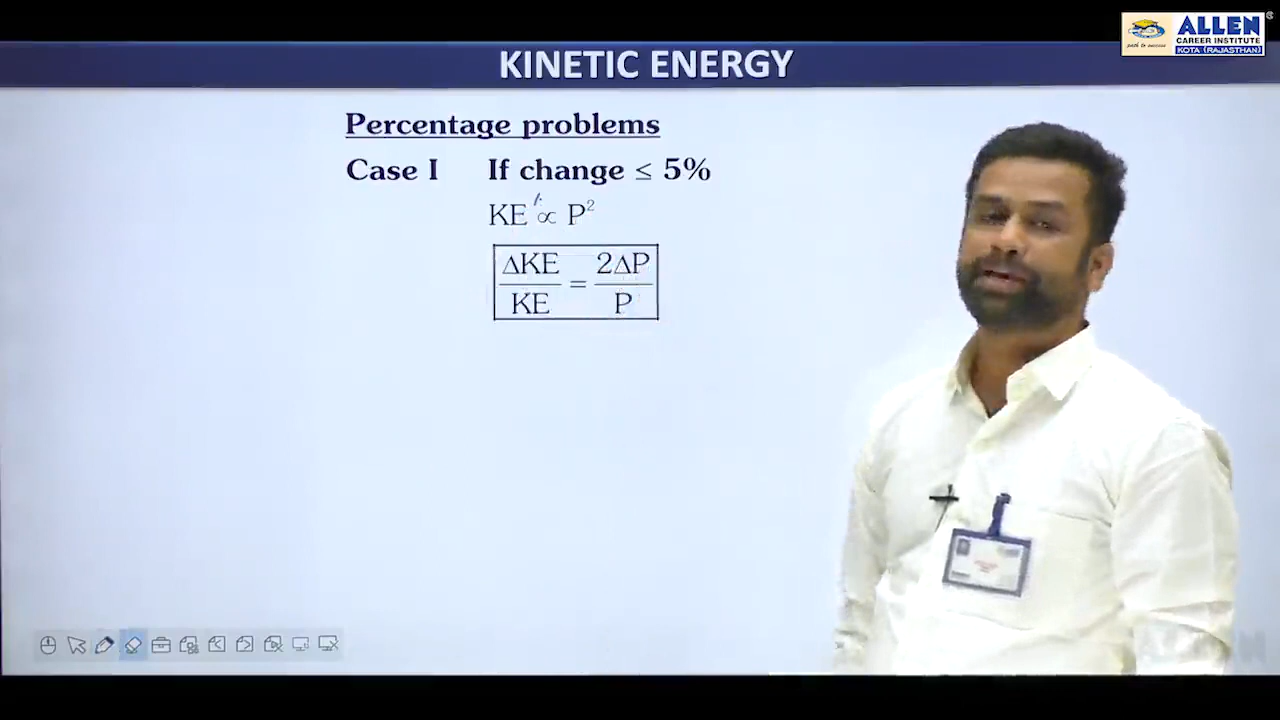 ALLEN
CAREER INSTITUTE
KOTA (RAJASTHAN)
KINETIC ENERGY
Percentage problems
Case I If change ≤ 5%
KE ∝ P²
ΔKE/KE = 2ΔP/P